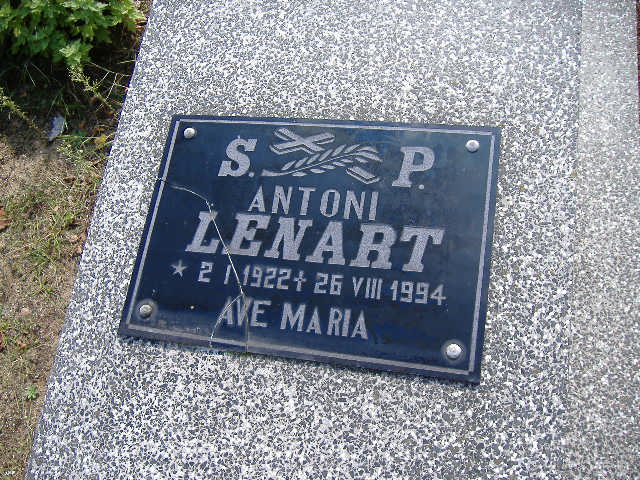 S. P.
ANTONI
LENART
* 2 I 1922 † 26 VIII 1994
AVE MARIA